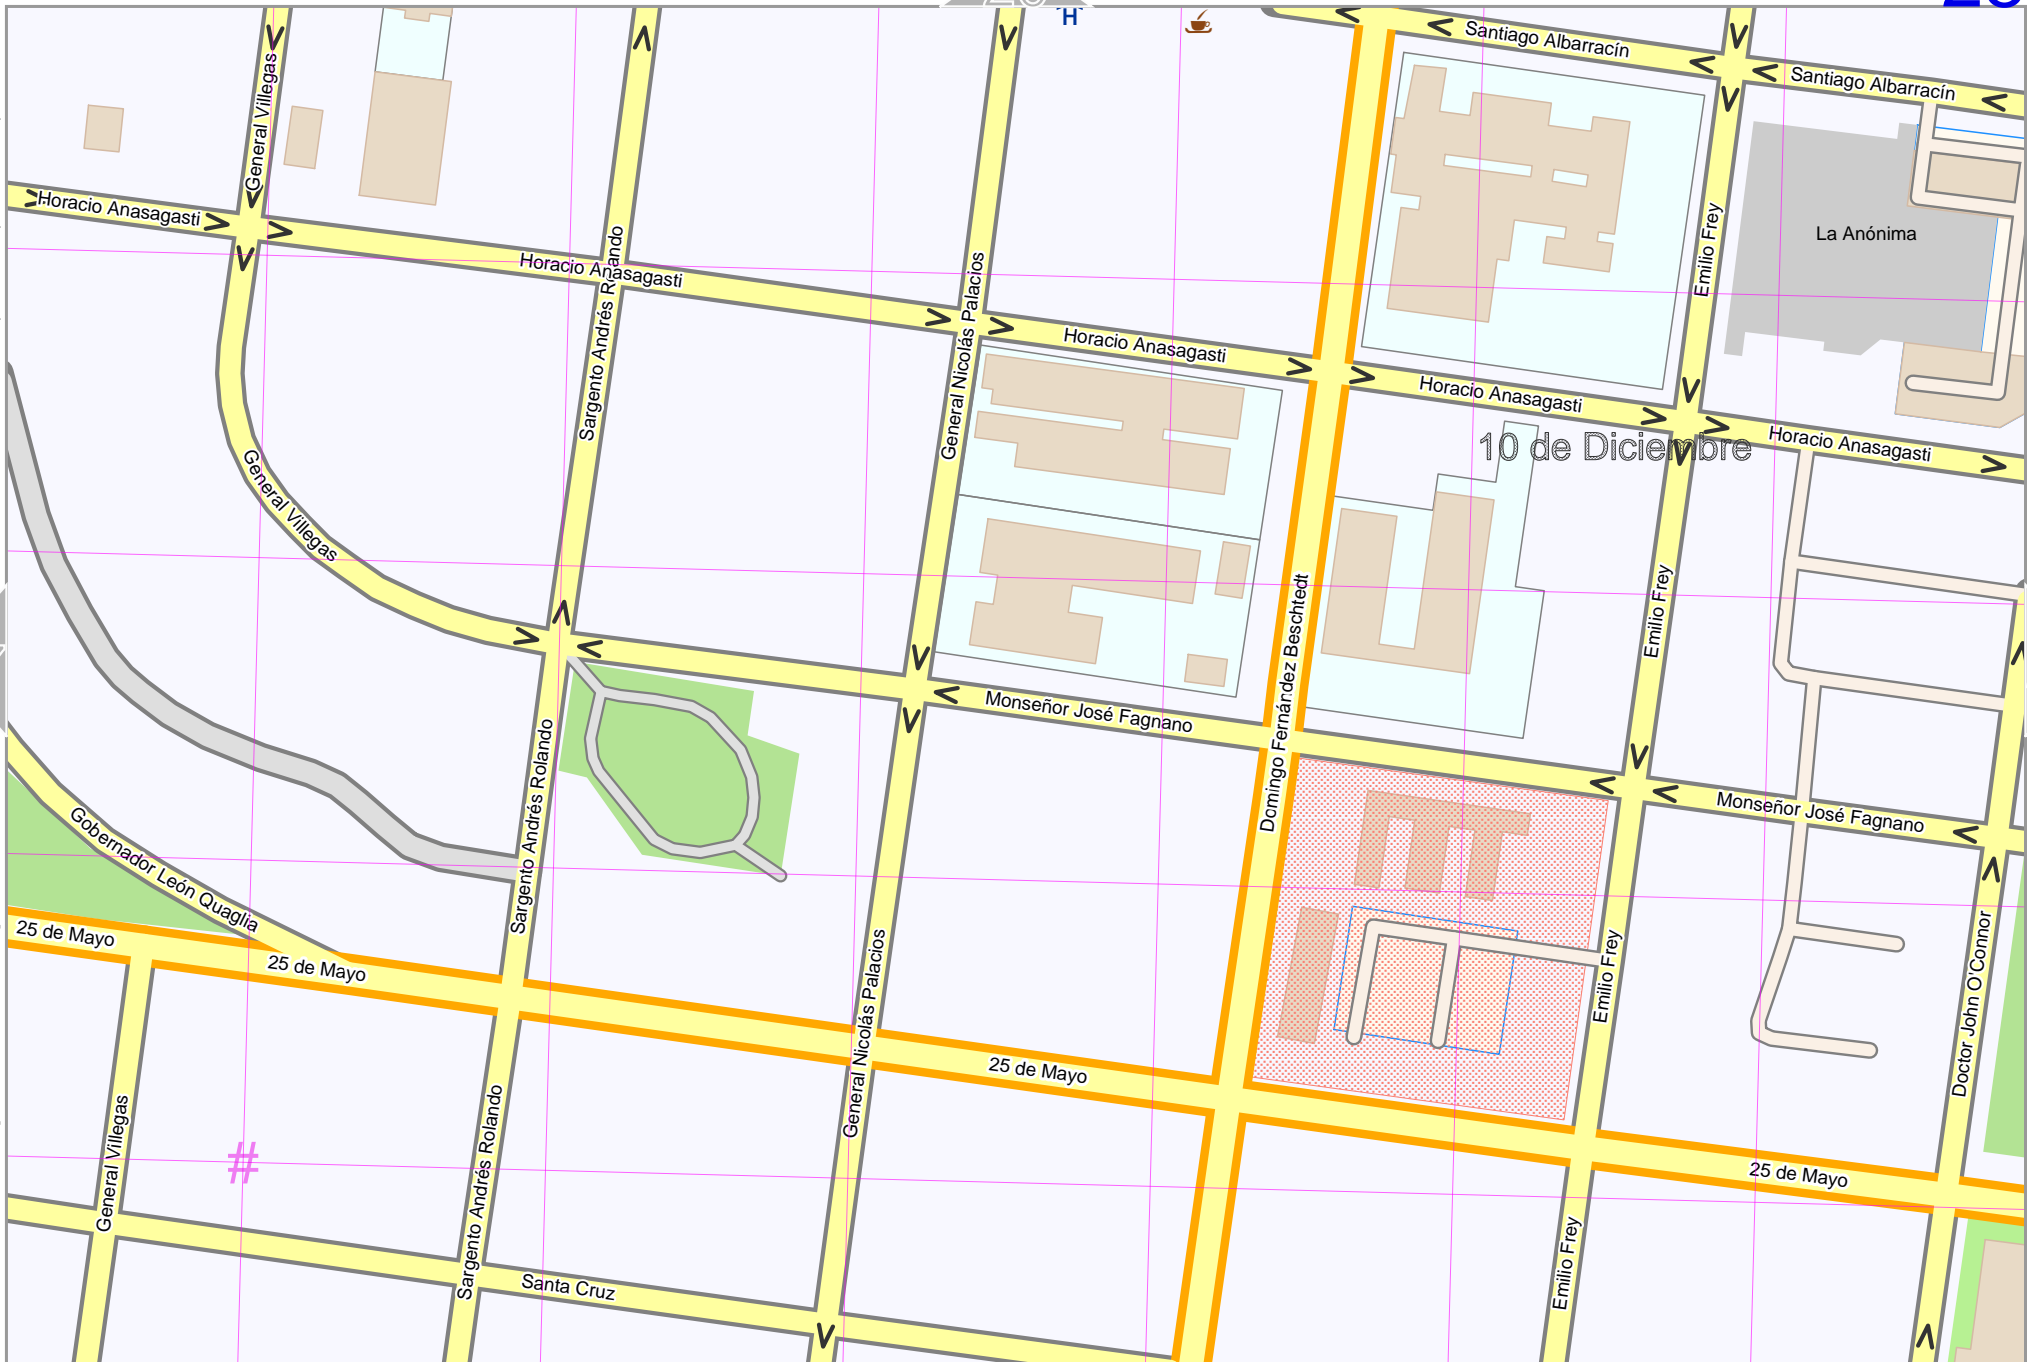 H
Santiago Albarracín
Santiago Albarracín
General Villegas
Horacio Anasagasti
Horacio Anasagasti
Horacio Anasagasti
Horacio Anasagasti
Horacio Anasagasti
La Anónima
Emilio Frey
Sargento Andrés Rolando
General Nicolás Palacios
10 de Diciembre
General Villegas
Domingo Fernández Beschtedt
Emilio Frey
Monseñor José Fagnano
Monseñor José Fagnano
Sargento Andrés Rolando
Gobernador León Quaglia
25 de Mayo
25 de Mayo
General Nicolás Palacios
Emilio Frey
Doctor John O'Connor
25 de Mayo
25 de Mayo
General Villegas
#
Sargento Andrés Rolando
Santa Cruz
Emilio Frey